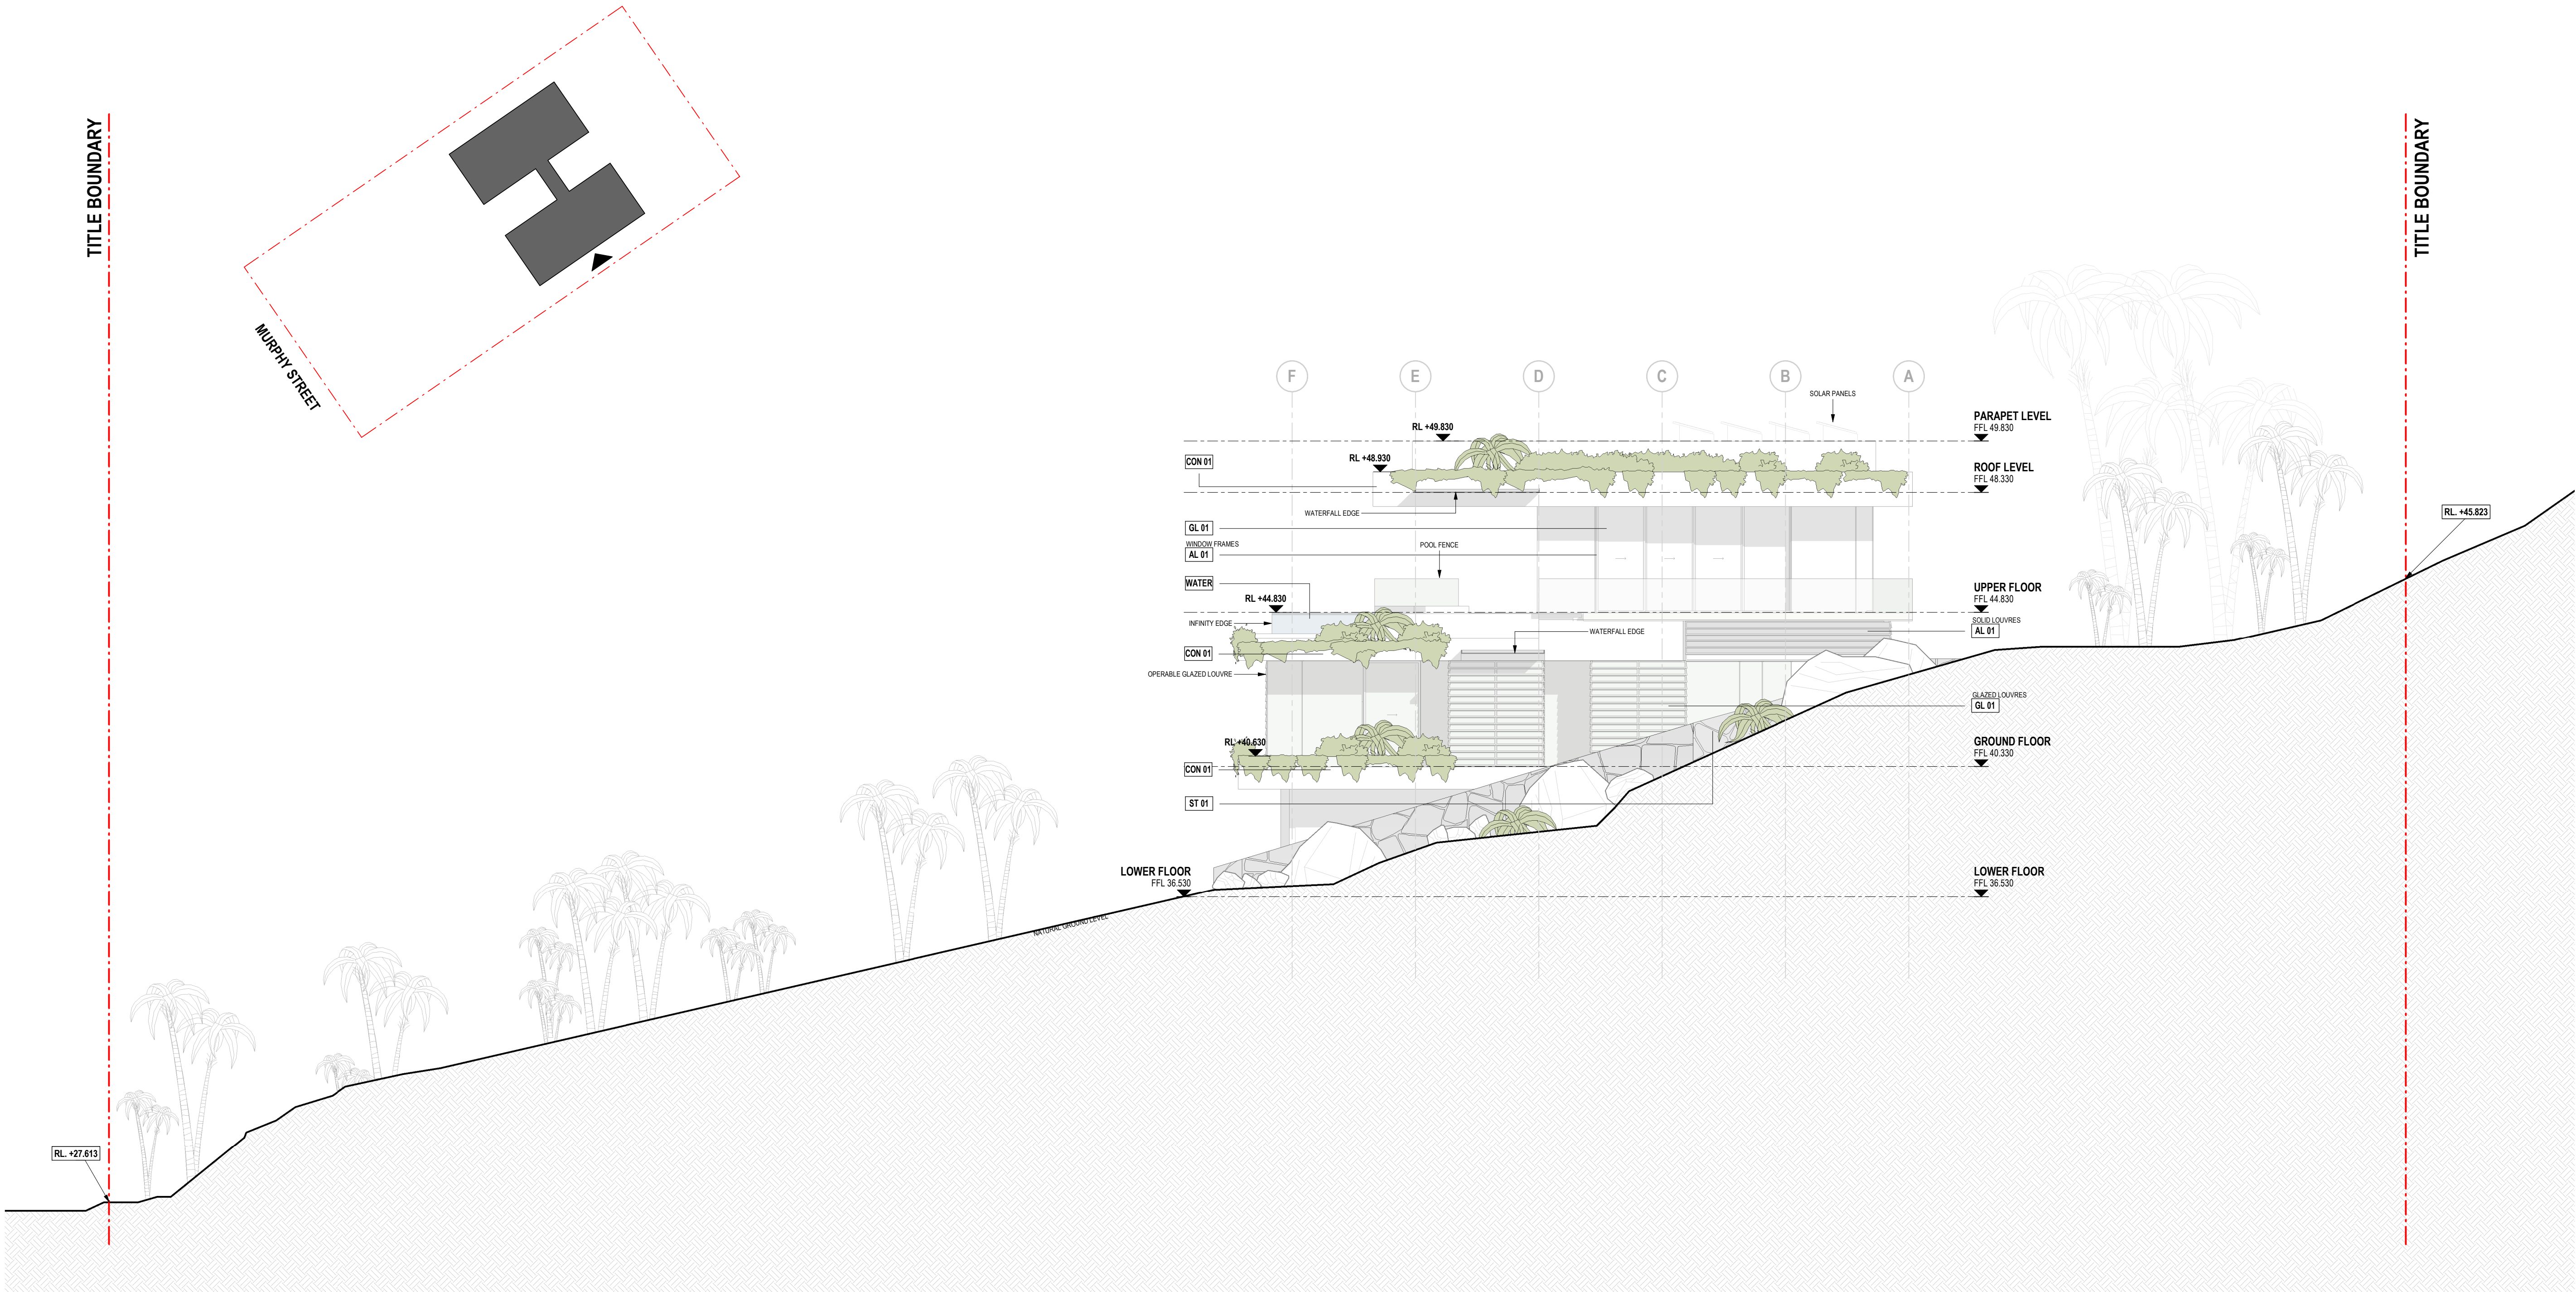 TITLE BOUNDARY
TITLE BOUNDARY
MURPHY STREET
F
E
D
C
B
A
SOLAR PANELS
PARAPET LEVEL
FFL 49.830
RL +49.830
CON 01
RL +48.930
ROOF LEVEL
FFL 48.330
WATERFALL EDGE
RL. +45.823
GL 01
WINDOW FRAMES
AL 01
POOL FENCE
WATER
UPPER FLOOR
FFL 44.830
RL +44.830
INFINITY EDGE
WATERFALL EDGE
SOLID LOUVRES
AL 01
CON 01
OPERABLE GLAZED LOUVRE
GLAZED LOUVRES
GL 01
RL +40.630
GROUND FLOOR
FFL 40.330
CON 01
ST 01
LOWER FLOOR
FFL 36.530
LOWER FLOOR
FFL 36.530
NATURAL GROUND LEVEL
RL. +27.613